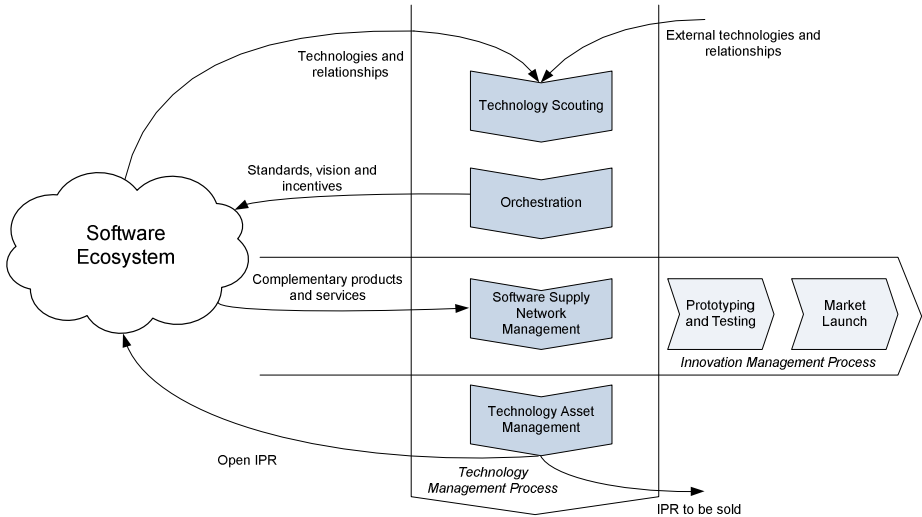 External technologies and
relationships
Technologies and
relationships
Technology Scouting
Standards, vision and
incentives
Orchestration
Software
Ecosystem
Complementary products
and services
Software Supply
Network
Management
Prototyping
and Testing
Market
Launch
Innovation Management Process
Technology Asset
Management
Open IPR
Technology
Management Process
IPR to be sold